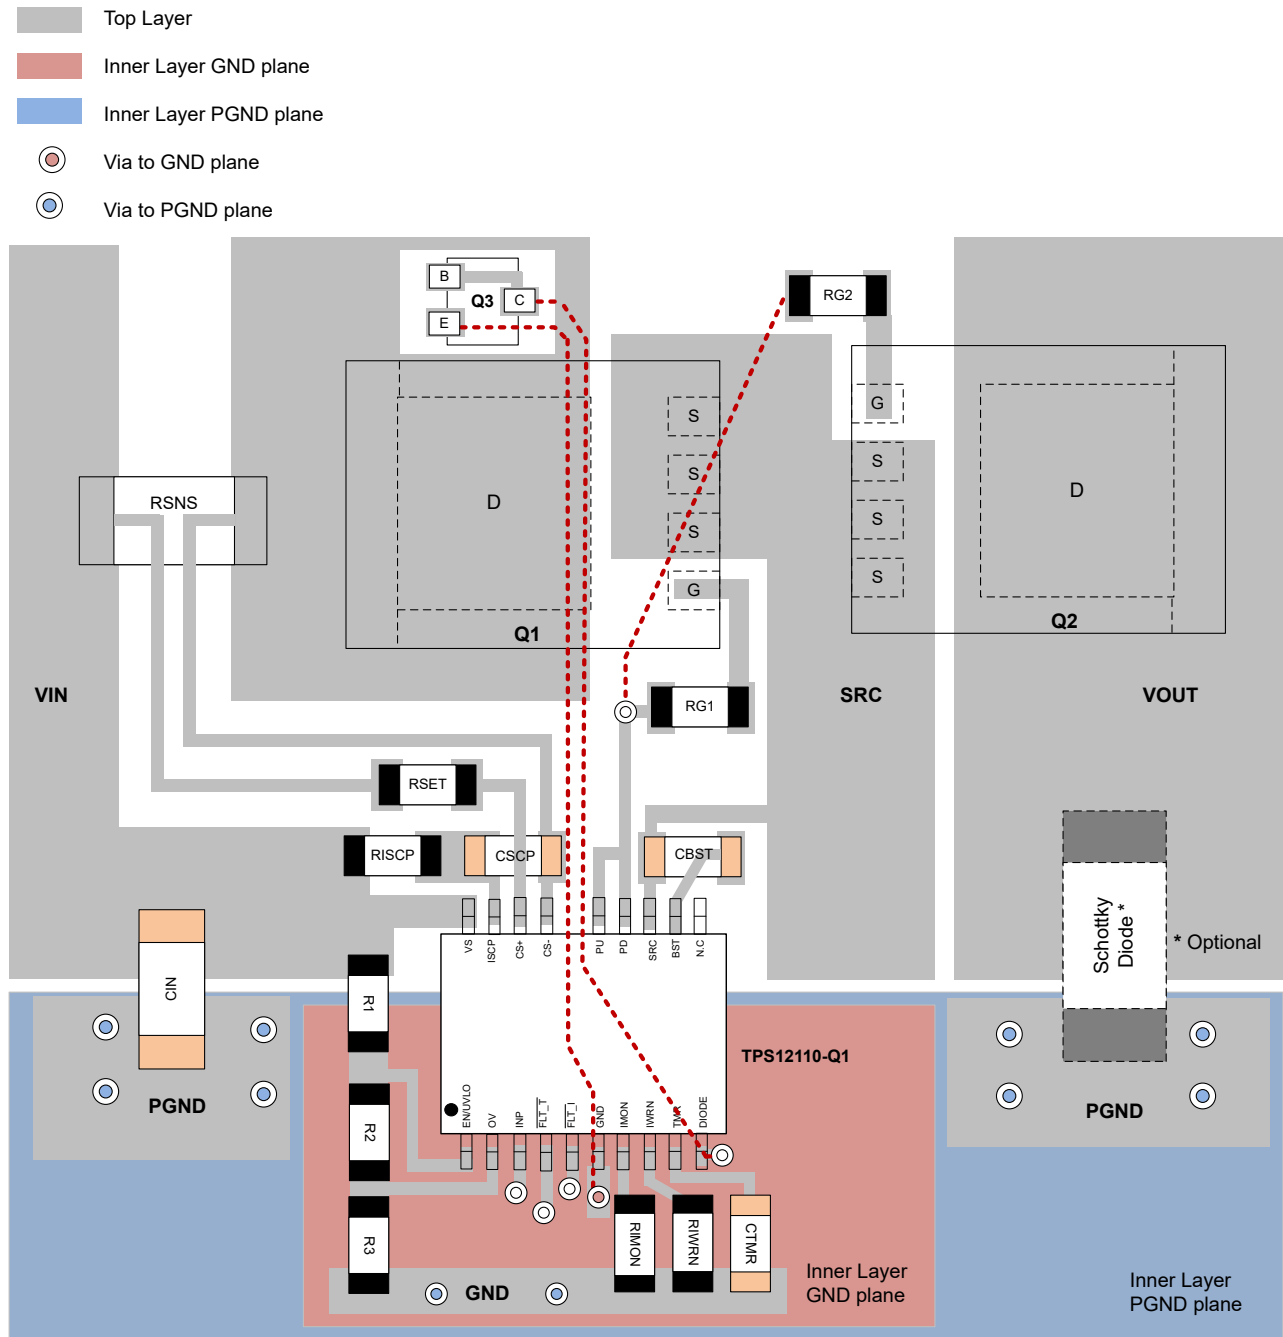 Top Layer
Inner Layer GND plane
Inner Layer PGND plane
Via to GND plane
Via to PGND plane
B
Q3
C
E
RG2
G
S
S
S
S
S
S
G
RSNS
D
D
Q1
Q2
VIN
RG1
SRC
VOUT
RSET
RISCP
CSCP
CBST
VS
ISCP
CS+
CS-
PU
PD
SRC
BST
N.C
Schottky
Diode *
* Optional
CIN
R1
TPS12110-Q1
PGND
PGND
EN/UVLO
OV
INP
FLT_T
FLT_I
GND
IMON
IWRN
TMR
DIODE
R2
R3
RIMON
RIWRN
CTMR
GND
Inner Layer
GND plane
Inner Layer
PGND plane